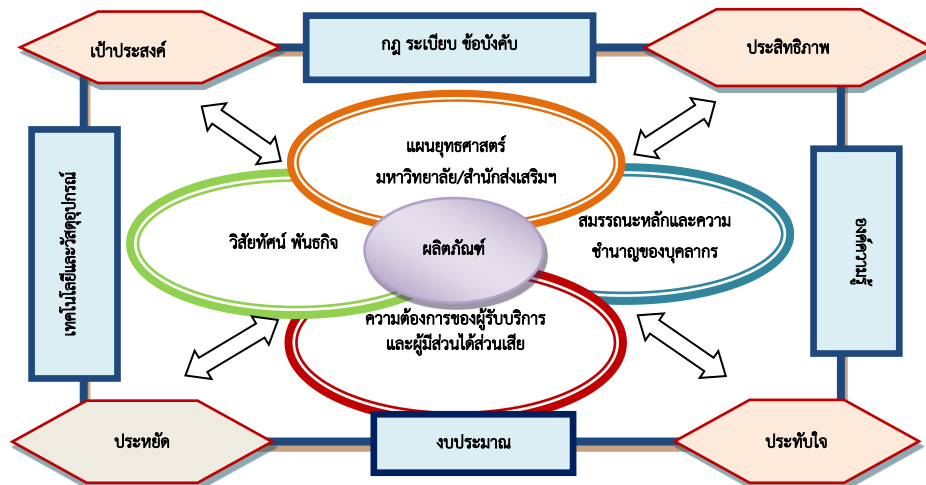 เป้าประสงค์
กฎ ระเบียบ ข้อบังคับ
ประสิทธิภาพ
แผนยุทธศาสตร์
มหาวิทยาลัย/สำนักส่งเสริมฯ
เทคโนโลยีและวัสดุอุปกรณ์
วิสัยทัศน์ พันธกิจ
ผลิตภัณฑ์
สมรรถนะหลักและความ
ชำนาญของบุคลากร
องค์ความรู้
ความต้องการของผู้รับบริการ
และผู้มีส่วนได้ส่วนเสีย
ประหยัด
งบประมาณ
ประทับใจ